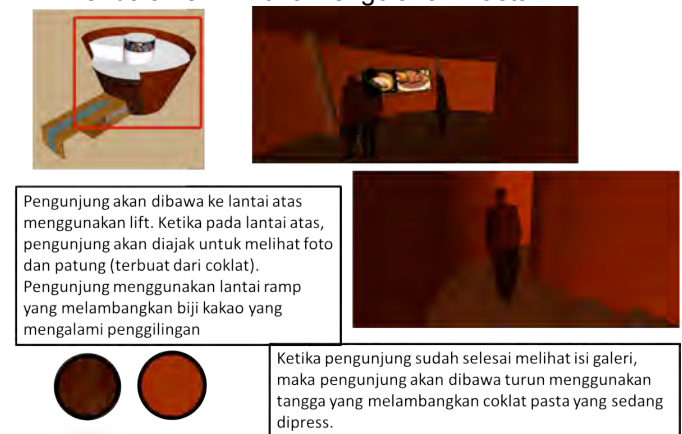 Pengunjung akan dibawa ke lantai atas
menggunakan lift. Ketika pada lantai atas,
pengunjung akan diajak untuk melihat foto
dan patung (terbuat dari coklat).
Pengunjung menggunakan lantai ramp
yang melambangkan biji kakao yang
mengalami penggilingan
Ketika pengunjung sudah selesai melihat isi galeri,
maka pengunjung akan dibawa turun menggunakan
tangga yang melambangkan coklat pasta yang sedang
dipress.